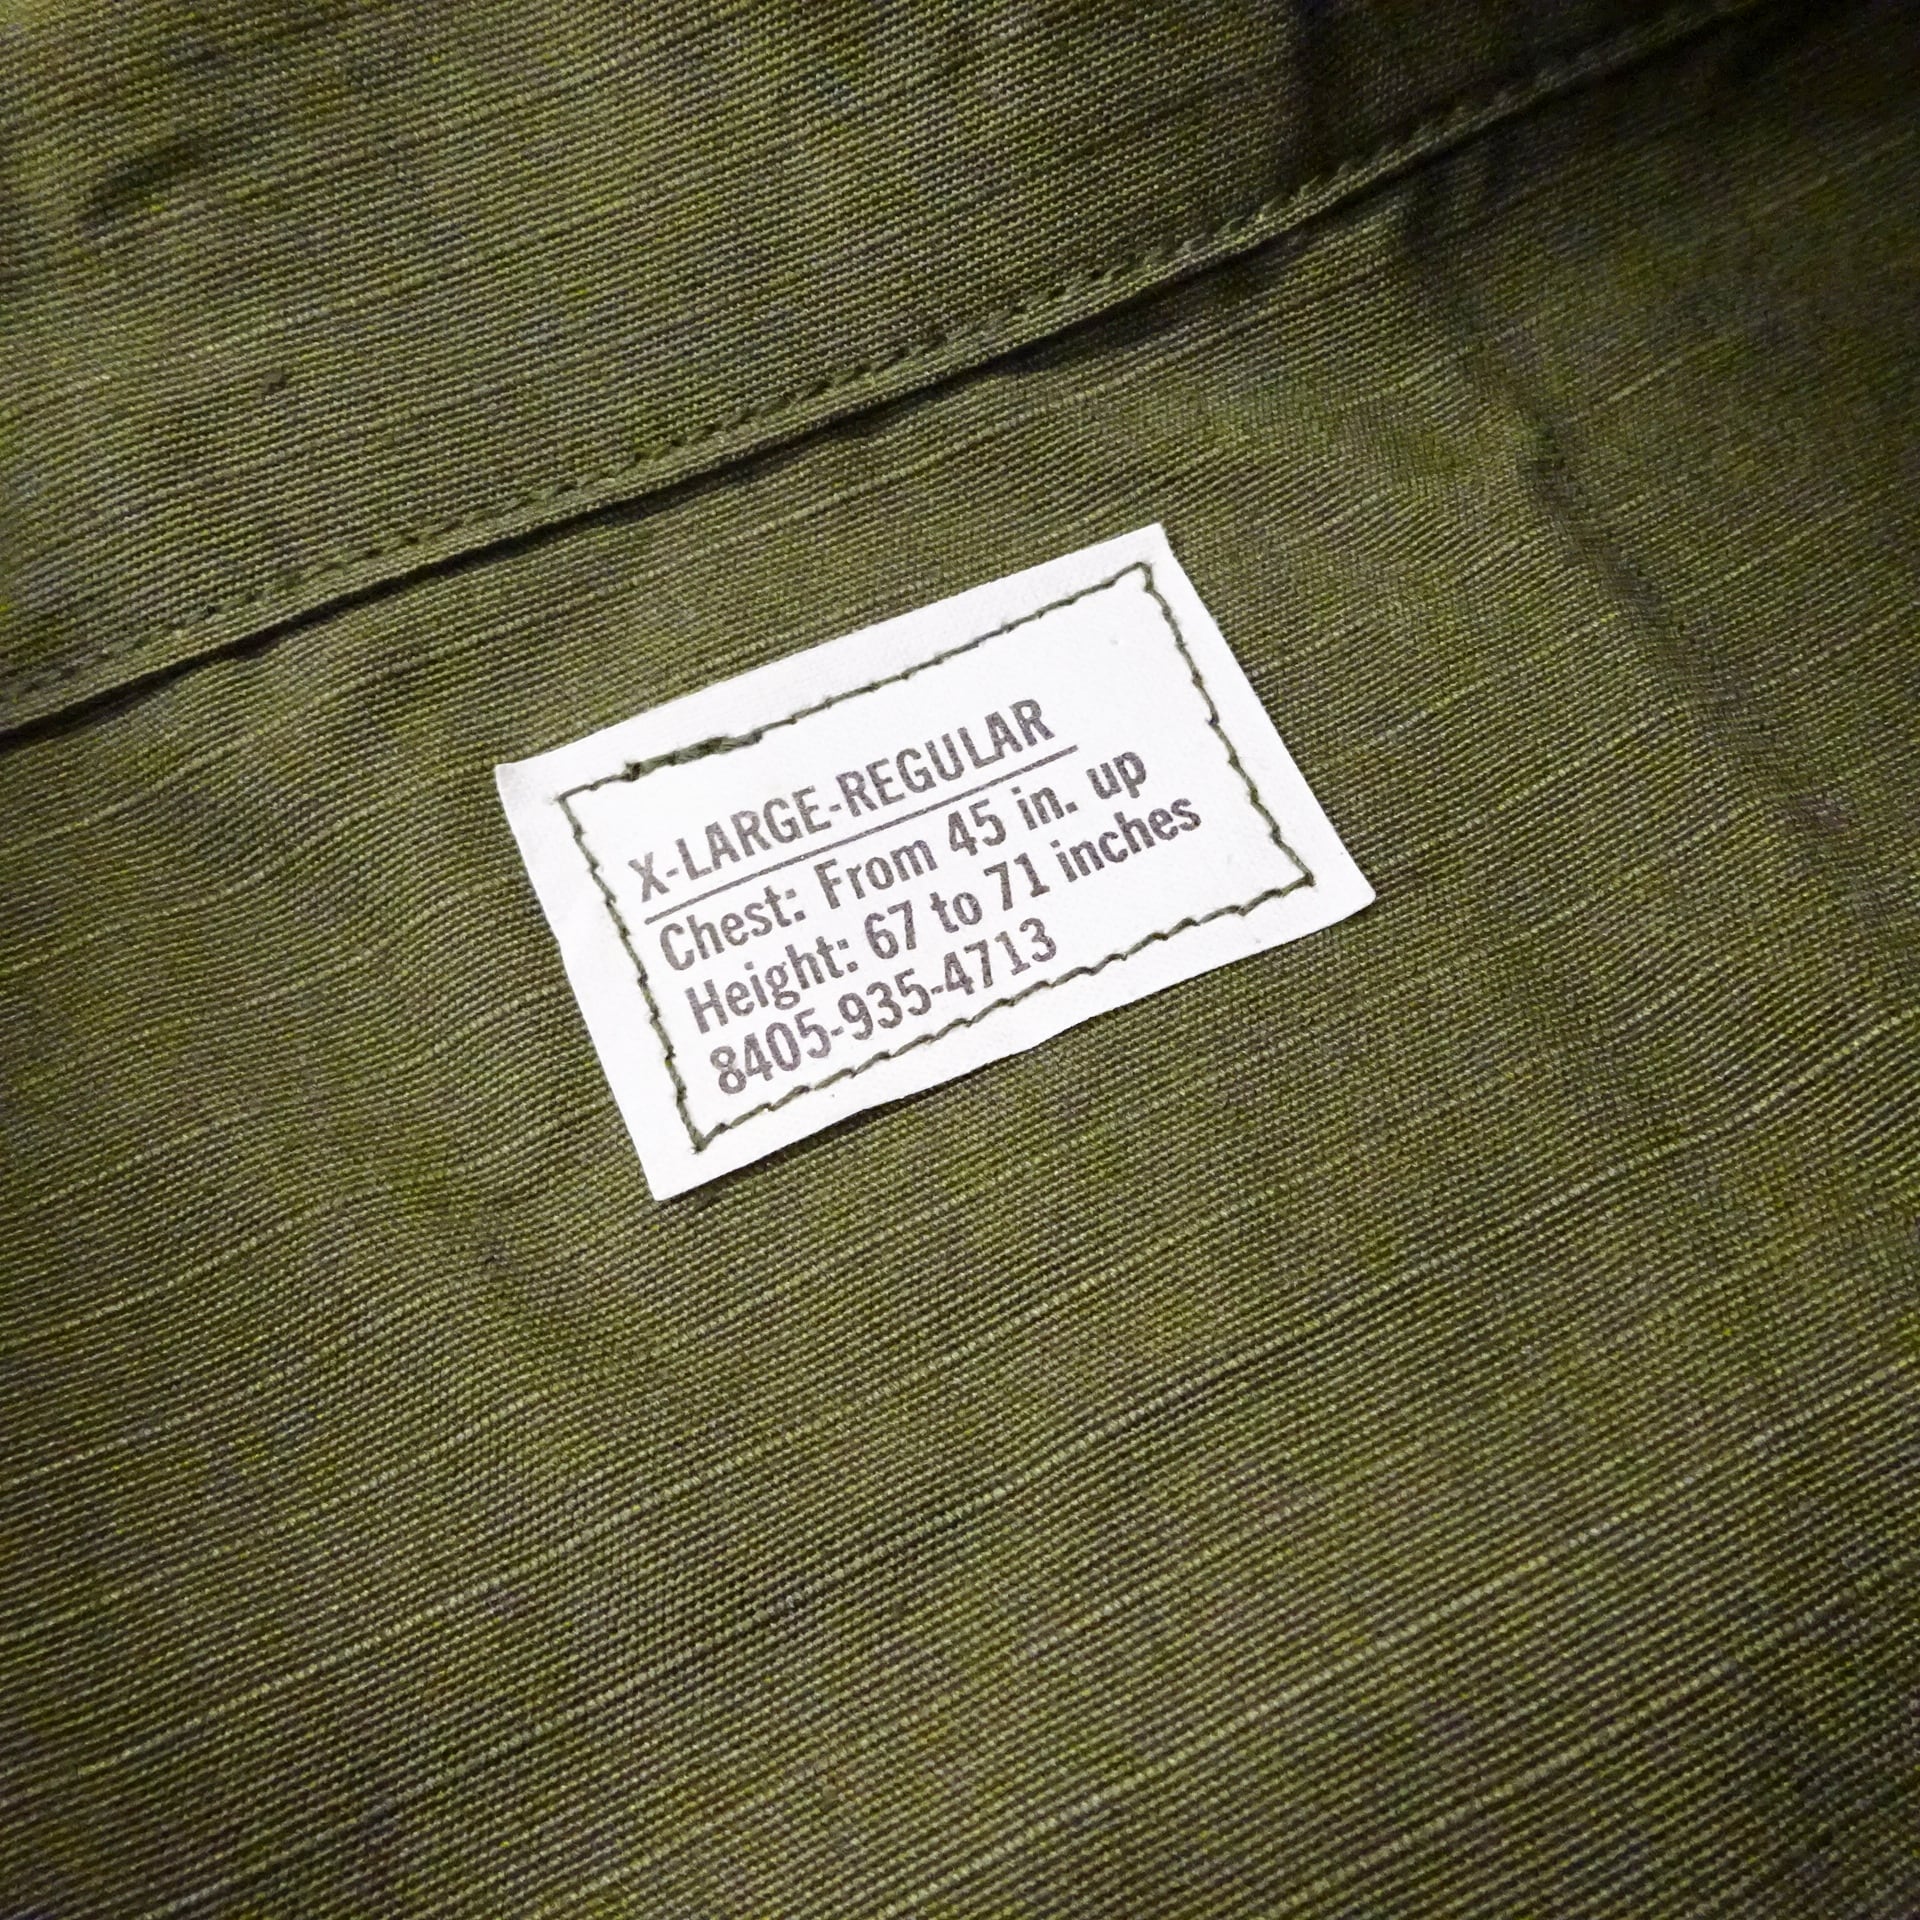 X-LARGE-REGULAR
Chest: From 45 in. up
Height: 67 to 71 inches
8405-935-4713